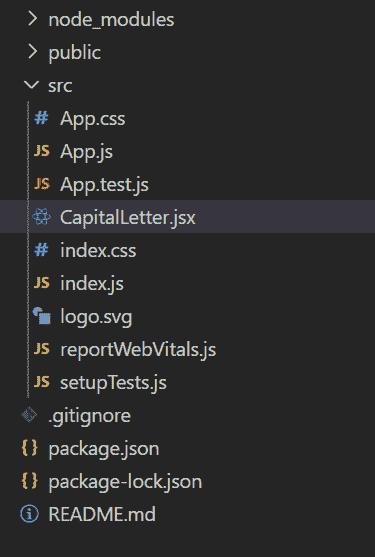 node_modules
public
src
# App.css
JS App.js
JS App.test.js
CapitalLetter.jsx
# index.css
JS index.js
logo.svg
JS reportWebVitals.js
JS setupTests.js
.gitignore
{} package.json
{} package-lock.json
README.md